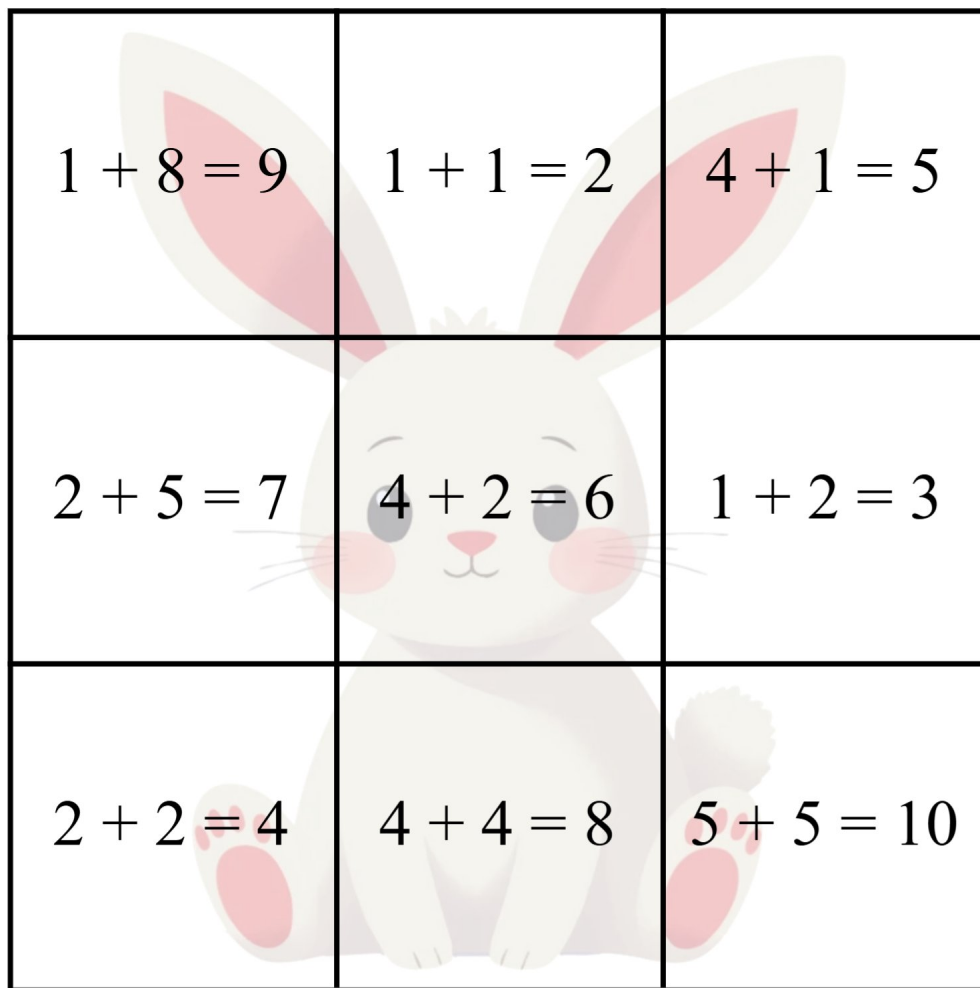 1 + 8 = 9
1 + 1 = 2
4 + 1 = 5
2 + 5 = 7
4 + 2 = 6
1 + 2 = 3
2 + 2 = 4
4 + 4 = 8
5 + 5 = 10